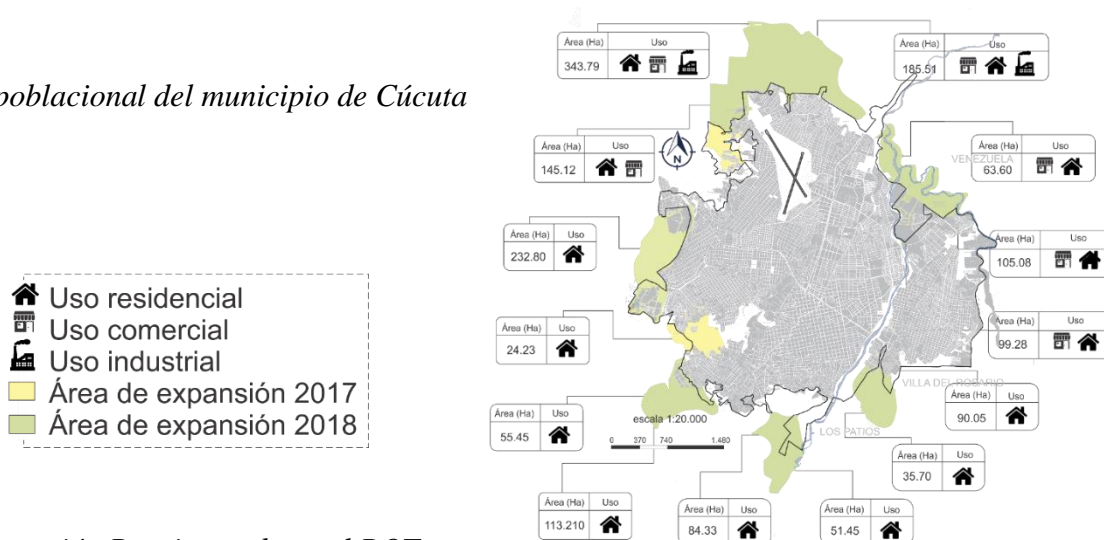 poblacional del municipio de Cúcuta
Uso residencial
Uso comercial
Uso industrial
Área de expansión 2017
Área de expansión 2018
Área (Ha) Uso
343.79
Área (Ha) Uso
185.51
Área (Ha) Uso
145.12
N
VENEZUELA
Área (Ha) Uso
63.60
Área (Ha) Uso
232.80
Área (Ha) Uso
105.08
Área (Ha) Uso
24.23
Área (Ha) Uso
99.28
VILLA DEL ROSARIO
Área (Ha) Uso
90.05
Área (Ha) Uso
55.45
escala 1:20.000
0 370 740 1.480
LOS PATIOS
Área (Ha) Uso
35.70
Área (Ha) Uso
113.210
Área (Ha) Uso
84.33
Área (Ha) Uso
51.45